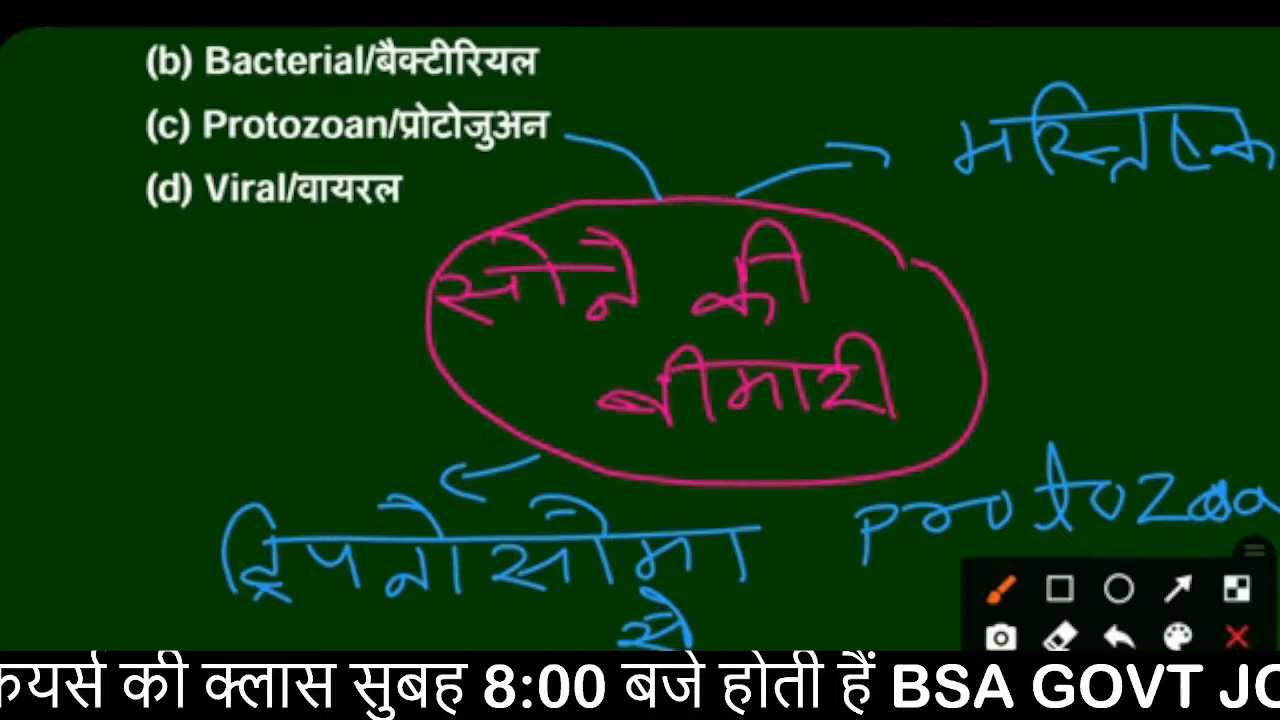 (b) Bacterial/बैक्टीरियल
(c) Protozoan/प्रोटोजुअन
(d) Viral/वायरल
मस्तिष्क
सोने की
बीमारी
ट्रिपनोसोमा
से
Protozoa
कयर्स की क्लास सुबह 8:00 बजे होती हैं BSA GOVT JO